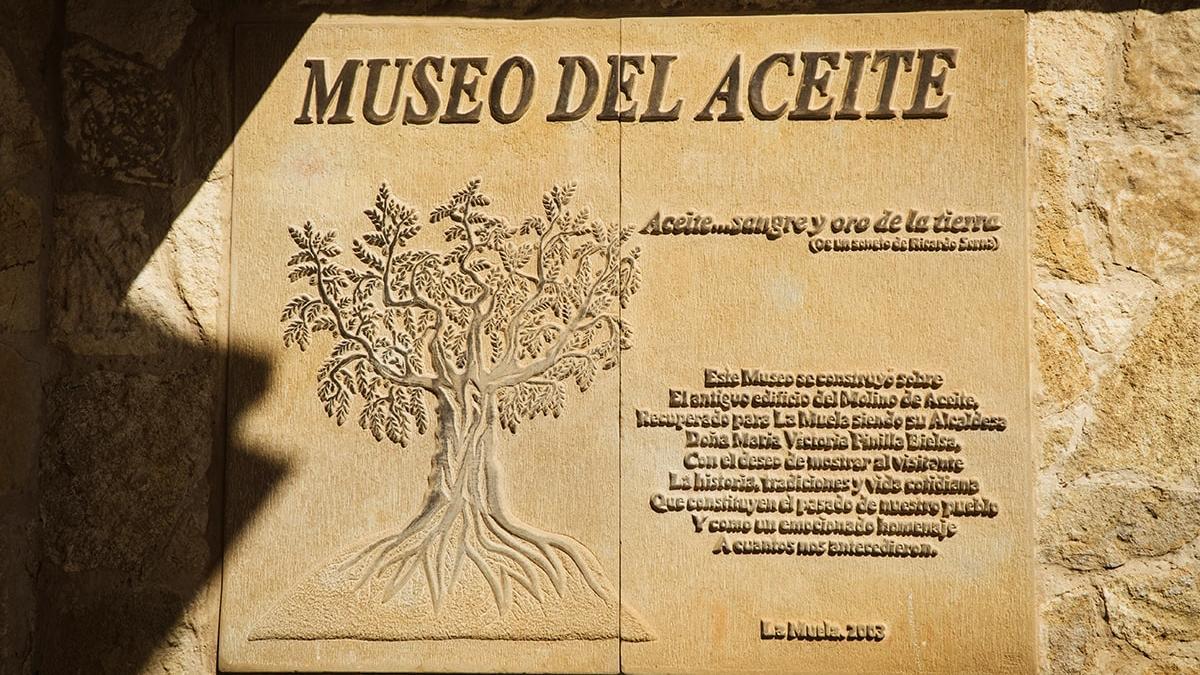 MUSEO DEL ACEITE
Aceite...sangre y oro de la tierra
(De un soneto de Ricardo Serna)
Este Museo se construyó sobre
El antiguo edificio del Molino de Aceite,
Recuperado para La Muela siendo su Alcaldesa
Doña María Victoria Pinilla Bielsa,
Con el deseo de mostrar al visitante
La historia, tradiciones y vida cotidiana
Que constituyen el pasado de nuestro pueblo
Y como un emocionado homenaje
A cuantos nos antecedieron.
La Muela, 2003